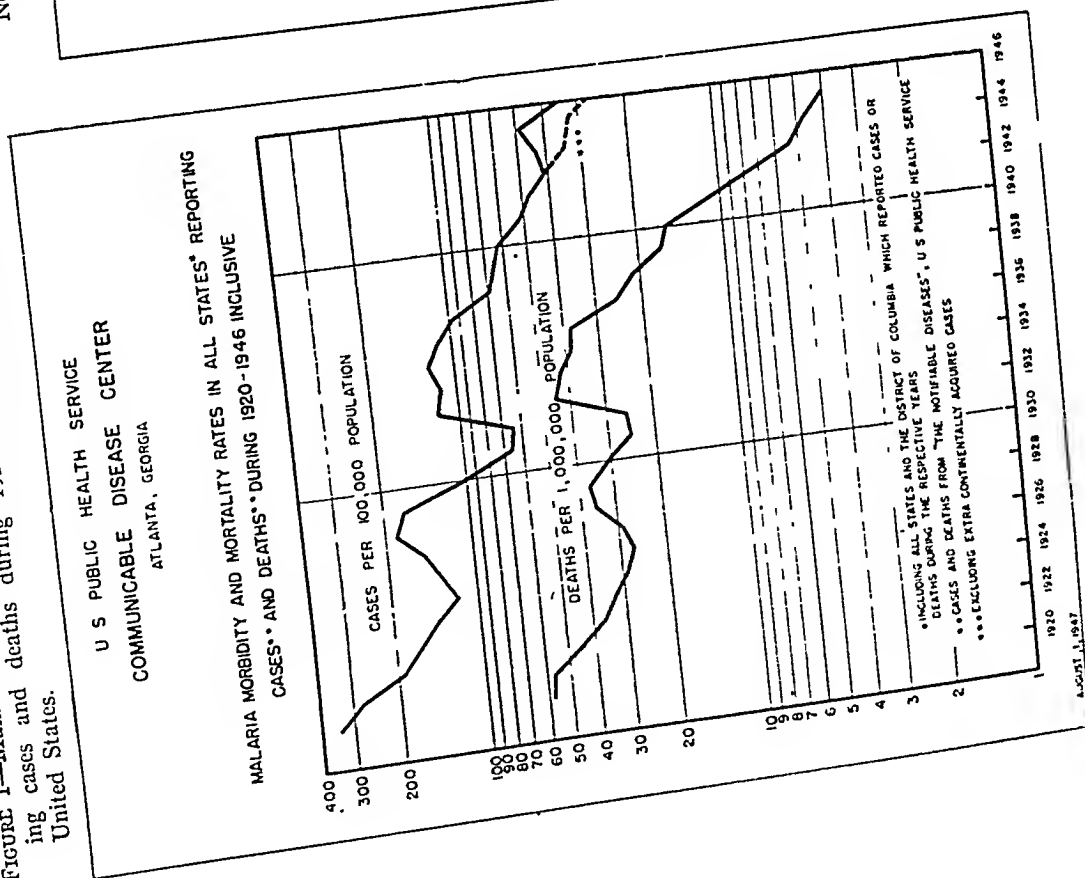 FIGURE 1—
ing cases and deaths during
United States.
U S PUBLIC HEALTH SERVICE
COMMUNICABLE DISEASE CENTER
ATLANTA, GEORGIA
MALARIA MORBIDITY AND MORTALITY RATES IN ALL STATES* REPORTING
CASES** AND DEATHS** DURING 1920-1946 INCLUSIVE
400
300
200
100
90
80
70
60
50
40
30
20
10
9
8
7
6
5
4
3
2
1
CASES PER 100,000 POPULATION
DEATHS PER 1,000,000 POPULATION
***
*INCLUDING ALL STATES AND THE DISTRICT OF COLUMBIA WHICH REPORTED CASES OR
DEATHS DURING THE RESPECTIVE YEARS
**CASES AND DEATHS FROM "THE NOTIFIABLE DISEASES", U S PUBLIC HEALTH SERVICE
***EXCLUDING EXTRA CONTINENTALLY ACQUIRED CASES
1920 1922 1924 1926 1928 1930 1932 1934 1936 1938 1940 1942 1944 1946
AUGUST 1, 1947